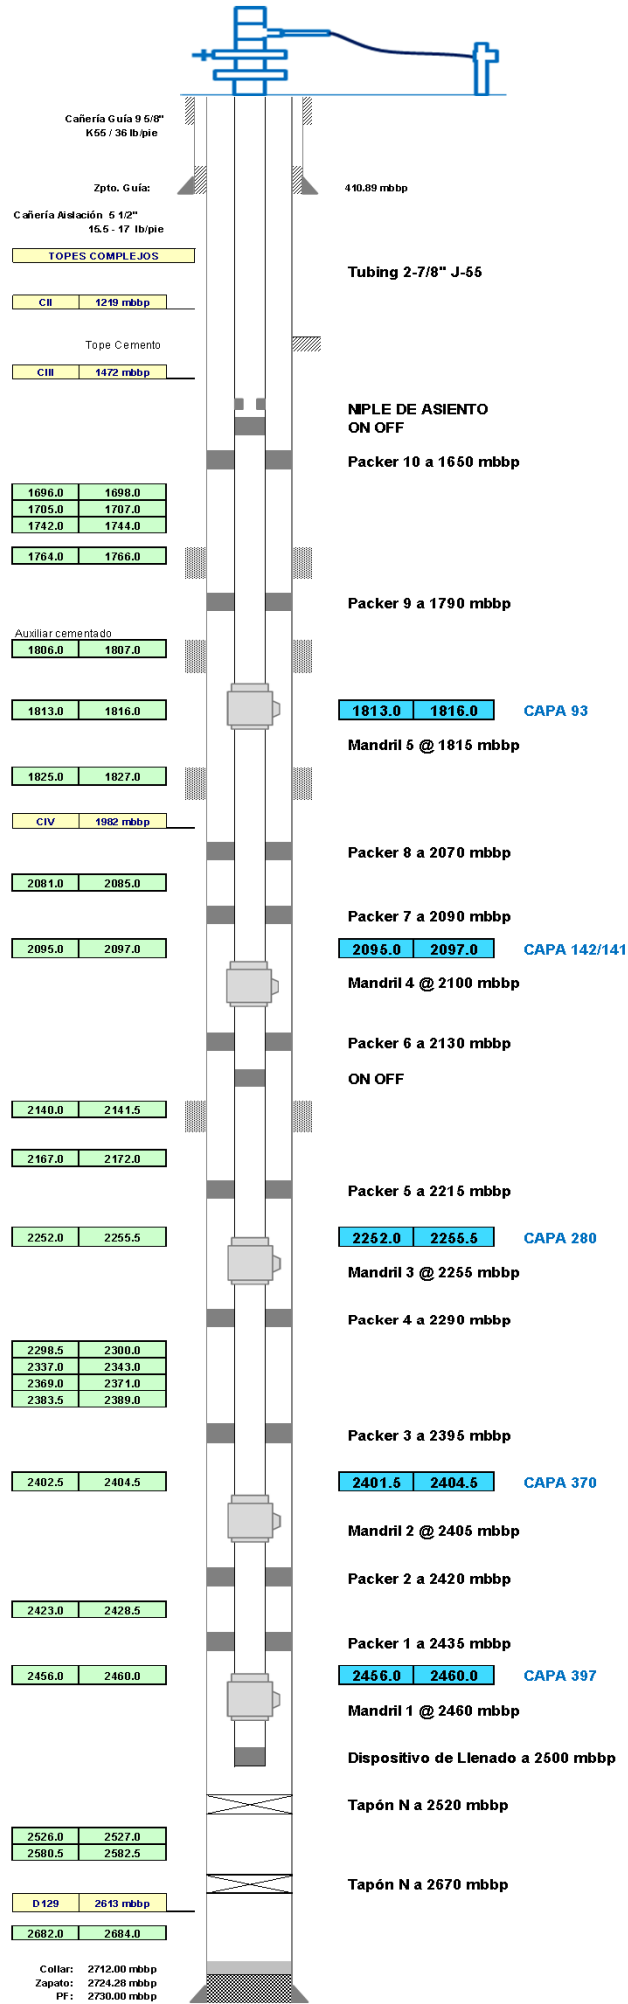 Cañería Guía 9 5/8"
K55 / 36 lb/pie
Zpto. Guía: 410.89 mbbp
Cañería Aislación 5 1/2"
15.5 - 17 lb/pie
TOPES COMPLEJOS
Tubing 2-7/8" J-55
CII 1219 mbbp
Tope Cemento
CIII 1472 mbbp
NIPLE DE ASIENTO
ON OFF
Packer 10 a 1650 mbbp
1696.0 1698.0
1705.0 1707.0
1742.0 1744.0
1764.0 1766.0
Packer 9 a 1790 mbbp
Auxiliar cementado
1806.0 1807.0
1813.0 1816.0 1813.0 1816.0 CAPA 93
Mandril 5 @ 1815 mbbp
1825.0 1827.0
CIV 1982 mbbp
Packer 8 a 2070 mbbp
2081.0 2085.0
Packer 7 a 2090 mbbp
2095.0 2097.0 2095.0 2097.0 CAPA 142/141
Mandril 4 @ 2100 mbbp
Packer 6 a 2130 mbbp
ON OFF
2140.0 2141.5
2167.0 2172.0
Packer 5 a 2215 mbbp
2252.0 2255.5 2252.0 2255.5 CAPA 280
Mandril 3 @ 2255 mbbp
Packer 4 a 2290 mbbp
2298.5 2300.0
2337.0 2343.0
2369.0 2371.0
2383.5 2389.0
Packer 3 a 2395 mbbp
2402.5 2404.5 2401.5 2404.5 CAPA 370
Mandril 2 @ 2405 mbbp
Packer 2 a 2420 mbbp
2423.0 2428.5
Packer 1 a 2435 mbbp
2456.0 2460.0 2456.0 2460.0 CAPA 397
Mandril 1 @ 2460 mbbp
Dispositivo de Llenado a 2500 mbbp
Tapón N a 2520 mbbp
2526.0 2527.0
2580.5 2582.5
Tapón N a 2670 mbbp
D129 2613 mbbp
2682.0 2684.0
Collar: 2712.00 mbbp
Zapato: 2724.28 mbbp
PF: 2730.00 mbbp